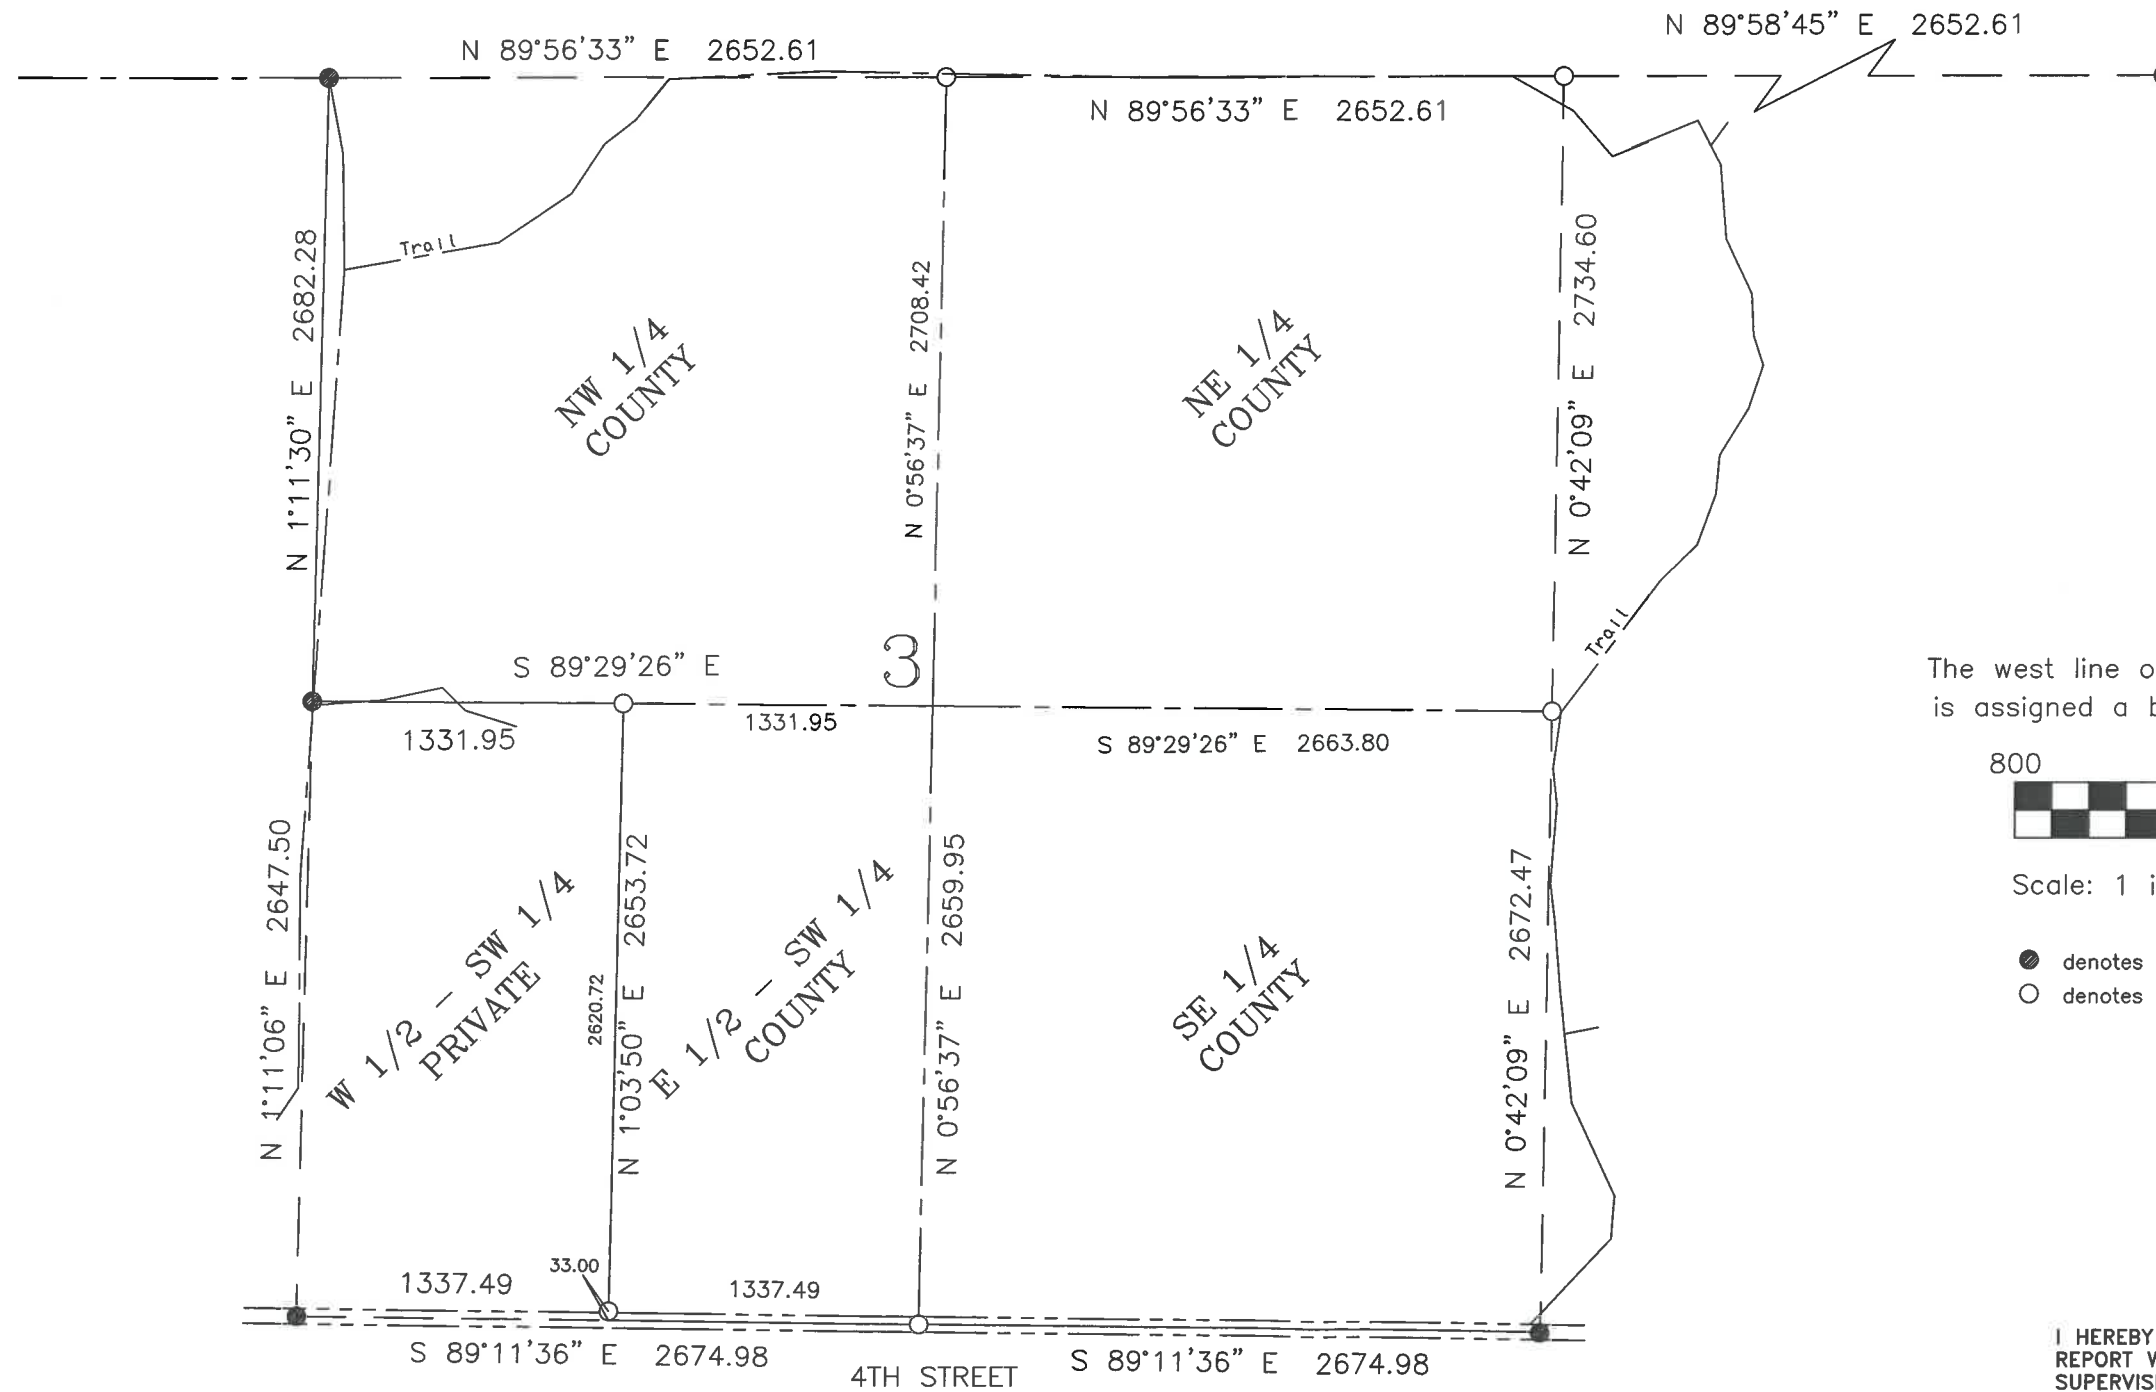 N 89°58'45" E 2652.61
N 89°56'33" E 2652.61
N 89°56'33" E 2652.61
Trail
N 1°11'30" E 2682.28
N 0°56'37" E 2708.42
N 0°42'09" E 2734.60
NW 1/4
COUNTY
NE 1/4
COUNTY
Trail
3
S 89°29'26" E
1331.95
1331.95
S 89°29'26" E 2663.80
The west line o
is assigned a b
800
Scale: 1 i
denotes
denotes
N 1°11'06" E 2647.50
W 1/2 – SW 1/4
PRIVATE
2620.72
N 1°03'50" E 2653.72
E 1/2 – SW 1/4
COUNTY
N 0°56'37" E 2659.95
SE 1/4
COUNTY
N 0°42'09" E 2672.47
33.00
1337.49
1337.49
S 89°11'36" E 2674.98
S 89°11'36" E 2674.98
4TH STREET
I HEREBY
REPORT W
SUPERVIS